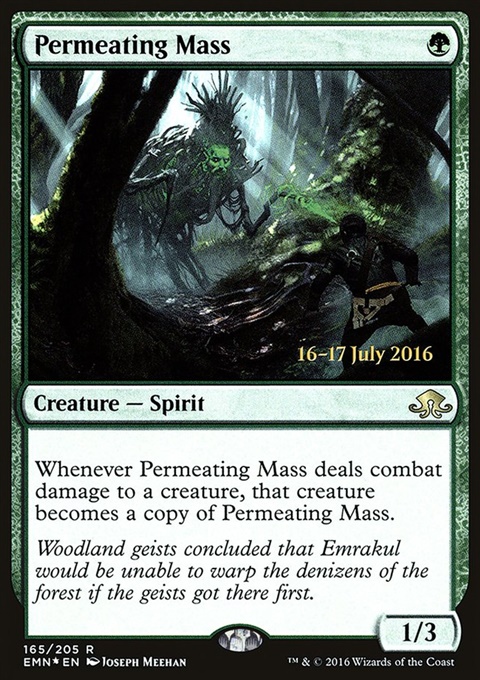 Permeating Mass
16–17 July 2016
Creature — Spirit
Whenever Permeating Mass deals combat
damage to a creature, that creature
becomes a copy of Permeating Mass.
Woodland geists concluded that Emrakul
would be unable to warp the denizens of the
forest if the geists got there first.
1/3
165/205 R
EMN★EN Joseph Meehan
™ & © 2016 Wizards of the Coast